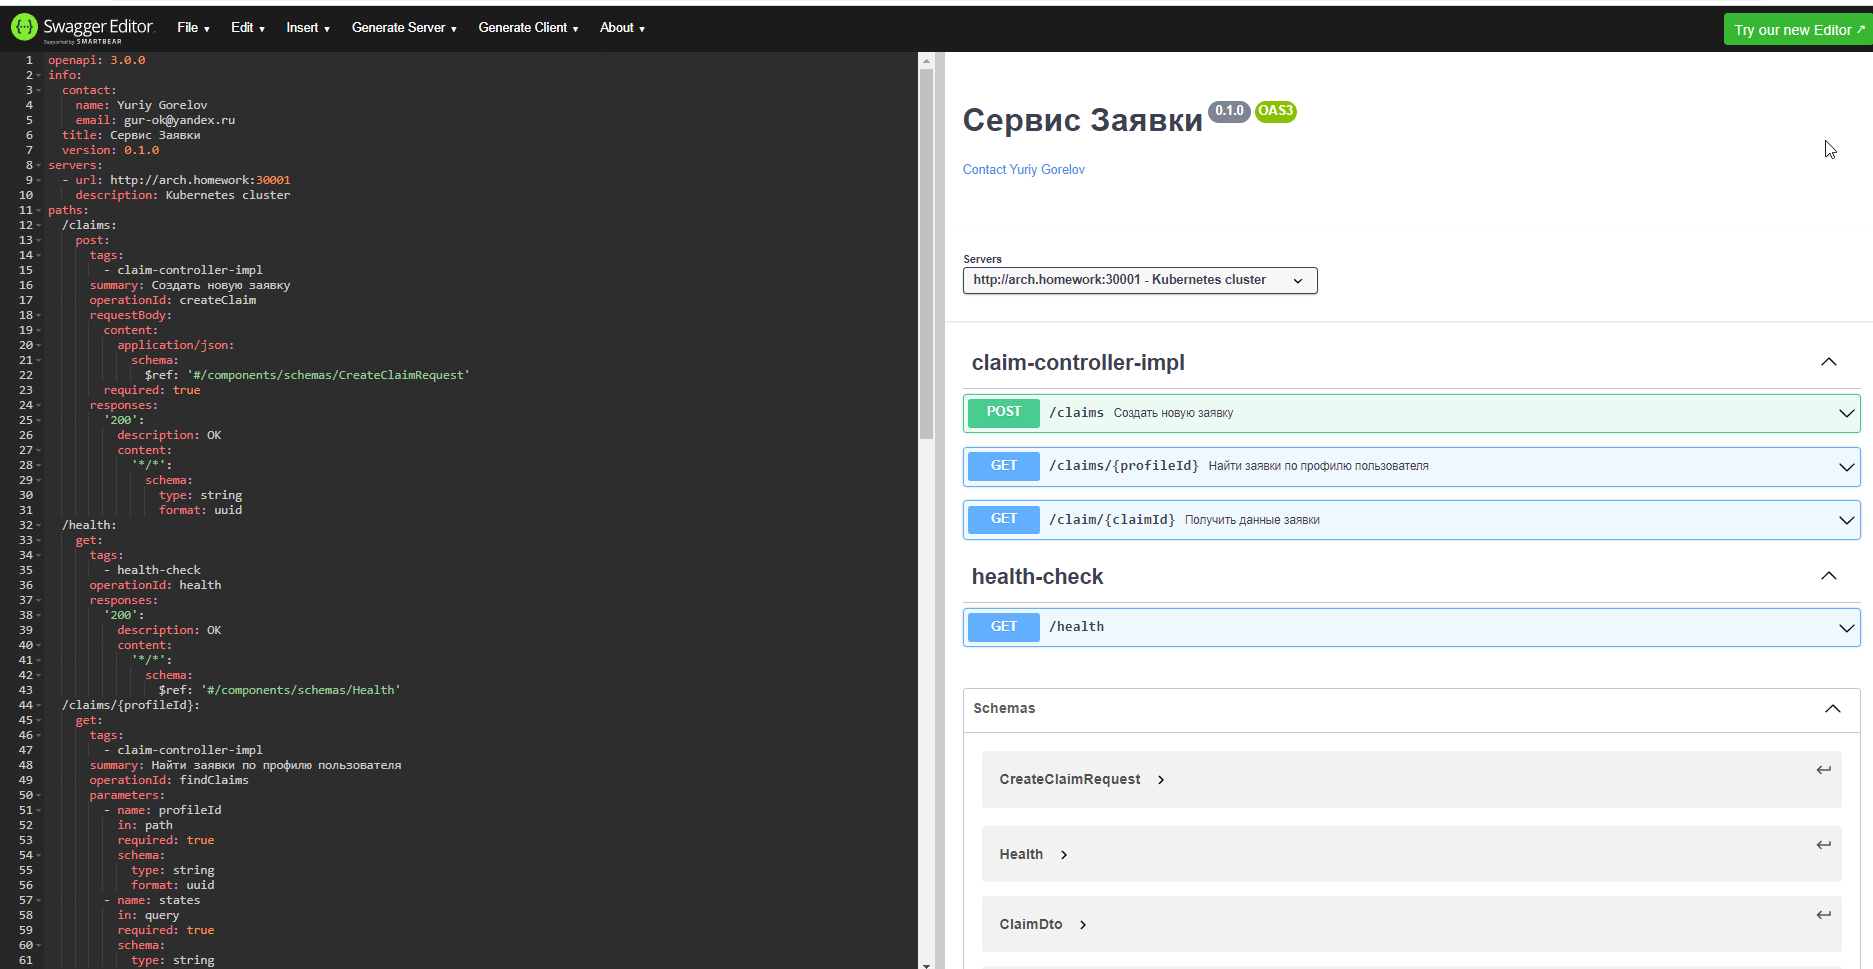 Swagger Editor
Supported by SMARTBEAR
File Edit Insert Generate Server Generate Client About
Try our new Editor
1 openapi: 3.0.0
2 info:
3 contact:
4 name: Yuriy Gorelov
5 email: gur-ok@yandex.ru
6 title: Сервис Заявки
7 version: 0.1.0
8 servers:
9 - url: http://arch.homework:30001
10 description: Kubernetes cluster
11 paths:
12 /claims:
13 post:
14 tags:
15 - claim-controller-impl
16 summary: Создать новую заявку
17 operationId: createClaim
18 requestBody:
19 content:
20 application/json:
21 schema:
22 $ref: '#/components/schemas/CreateClaimRequest'
23 required: true
24 responses:
25 '200':
26 description: OK
27 content:
28 '*/*':
29 schema:
30 type: string
31 format: uuid
32 /health:
33 get:
34 tags:
35 - health-check
36 operationId: health
37 responses:
38 '200':
39 description: OK
40 content:
41 '*/*':
42 schema:
43 $ref: '#/components/schemas/Health'
44 /claims/{profileId}:
45 get:
46 tags:
47 - claim-controller-impl
48 summary: Найти заявки по профилю пользователя
49 operationId: findClaims
50 parameters:
51 - name: profileId
52 in: path
53 required: true
54 schema:
55 type: string
56 format: uuid
57 - name: states
58 in: query
59 required: true
60 schema:
61 type: string
Сервис Заявки 0.1.0 OAS3
Contact Yuriy Gorelov
Servers
http://arch.homework:30001 - Kubernetes cluster
claim-controller-impl
POST /claims Создать новую заявку
GET /claims/{profileId} Найти заявки по профилю пользователя
GET /claim/{claimId} Получить данные заявки
health-check
GET /health
Schemas
CreateClaimRequest
Health
ClaimDto